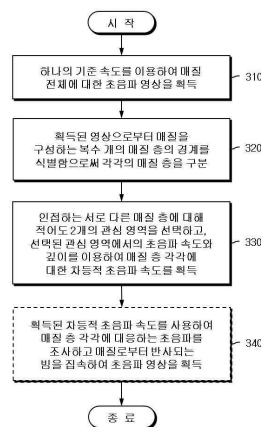 시 작
하나의 기준 속도를 이용하여 매질
전체에 대한 초음파 영상을 획득
310
획득된 영상으로부터 매질을
구성하는 복수 개의 매질 층의 경계를
식별함으로써 각각의 매질 층을 구분
320
인접하는 서로 다른 매질 층에 대해
적어도 2개의 관심 영역을 선택하고,
선택된 관심 영역에서의 초음파 속도와
깊이를 이용하여 매질 층 각각에
대한 차등적 초음파 속도를 획득
330
획득된 차등적 초음파 속도를 사용하여
매질 층 각각에 대응하는 초음파를
조사하고 매질로부터 반사되는
빔을 집속하여 초음파 영상을 획득
340
종 료